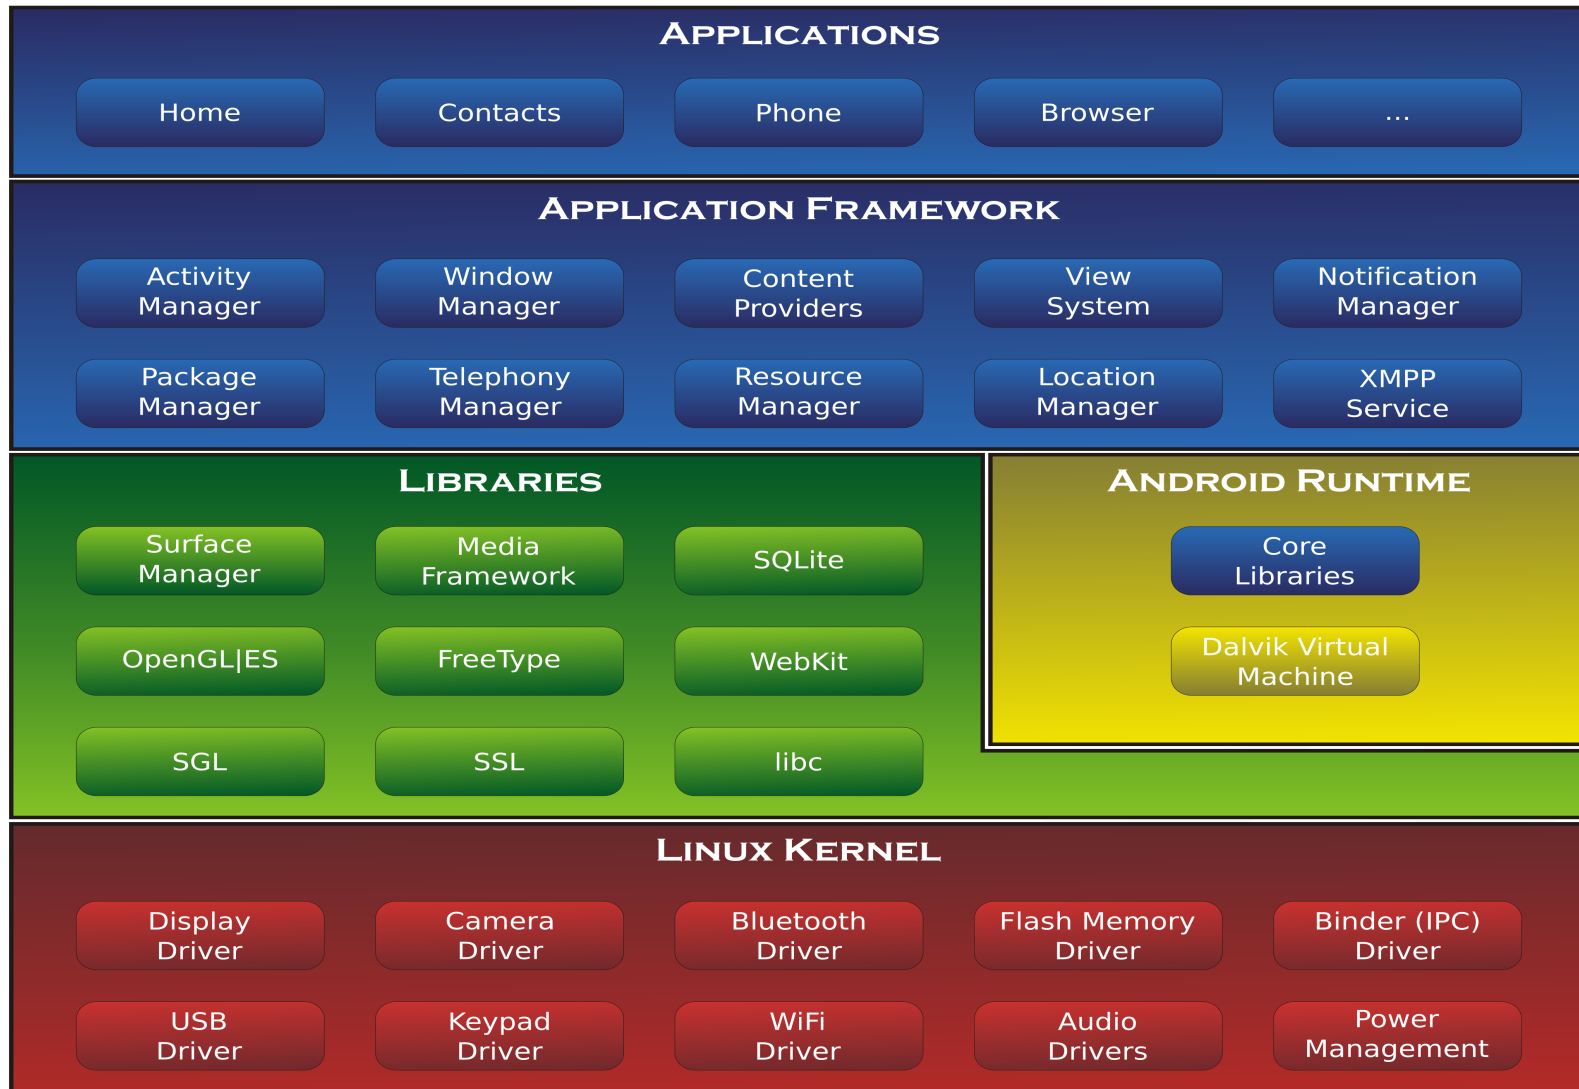 APPLICATIONS
Home
Contacts
Phone
Browser
...
APPLICATION FRAMEWORK
Activity
Manager
Window
Manager
Content
Providers
View
System
Notification
Manager
Package
Manager
Telephony
Manager
Resource
Manager
Location
Manager
XMPP
Service
LIBRARIES
Surface
Manager
Media
Framework
SQLite
OpenGL|ES
FreeType
WebKit
SGL
SSL
libc
ANDROID RUNTIME
Core
Libraries
Dalvik Virtual
Machine
LINUX KERNEL
Display
Driver
Camera
Driver
Bluetooth
Driver
Flash Memory
Driver
Binder (IPC)
Driver
USB
Driver
Keypad
Driver
WiFi
Driver
Audio
Drivers
Power
Management